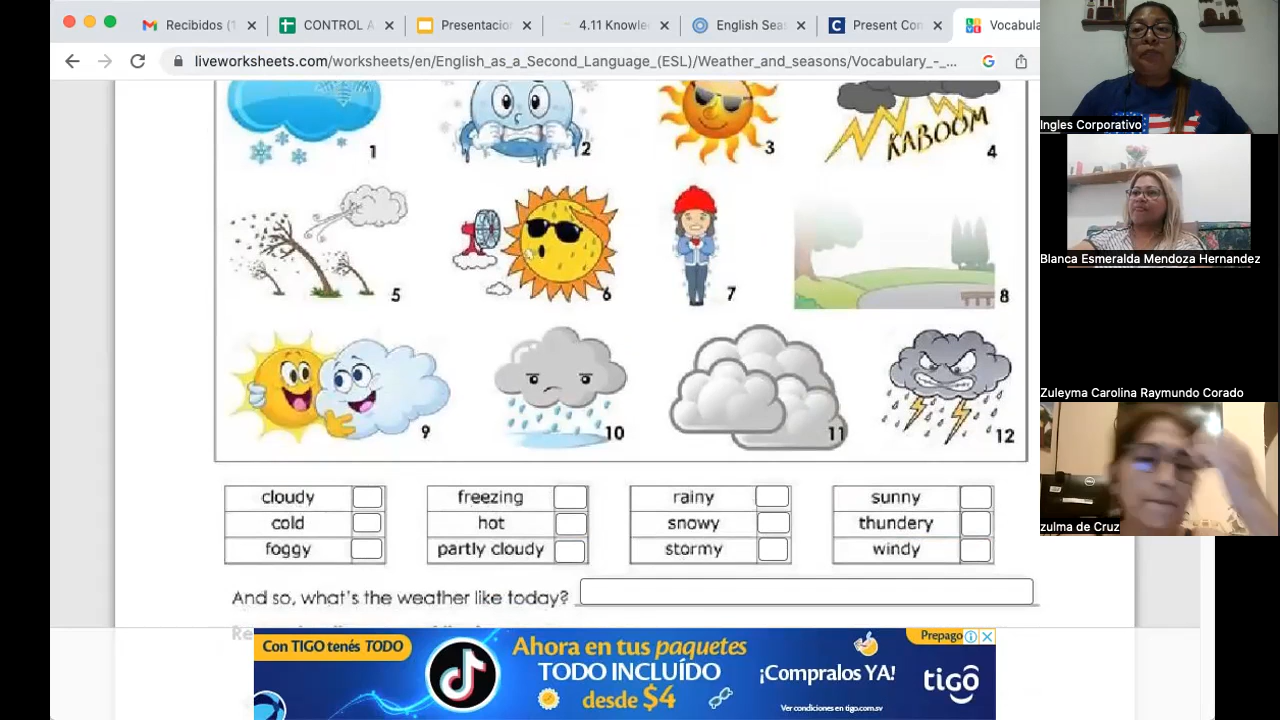 Recibidos (1
CONTROL A
Presentacion
4.11 Knowle
English Sea
Present Con
Vocabula
liveworksheets.com/worksheets/en/English_as_a_Second_Language_(ESL)/Weather_and_seasons/Vocabulary_-_...
1
2
3
KABOOM
4
5
6
7
8
9
10
11
12
cloudy
freezing
rainy
sunny
cold
hot
snowy
thundery
foggy
partly cloudy
stormy
windy
And so, what's the weather like today?
Con TIGO tenés TODO
Ahora en tus paquetes
TODO INCLUÍDO
desde $4
¡Compralos YA!
Ver condiciones en tigo.com.sv
Prepago
tigo
Ingles Corporativo
Blanca Esmeralda Mendoza Hernandez
Zuleyma Carolina Raymundo Corado
zulma de Cruz